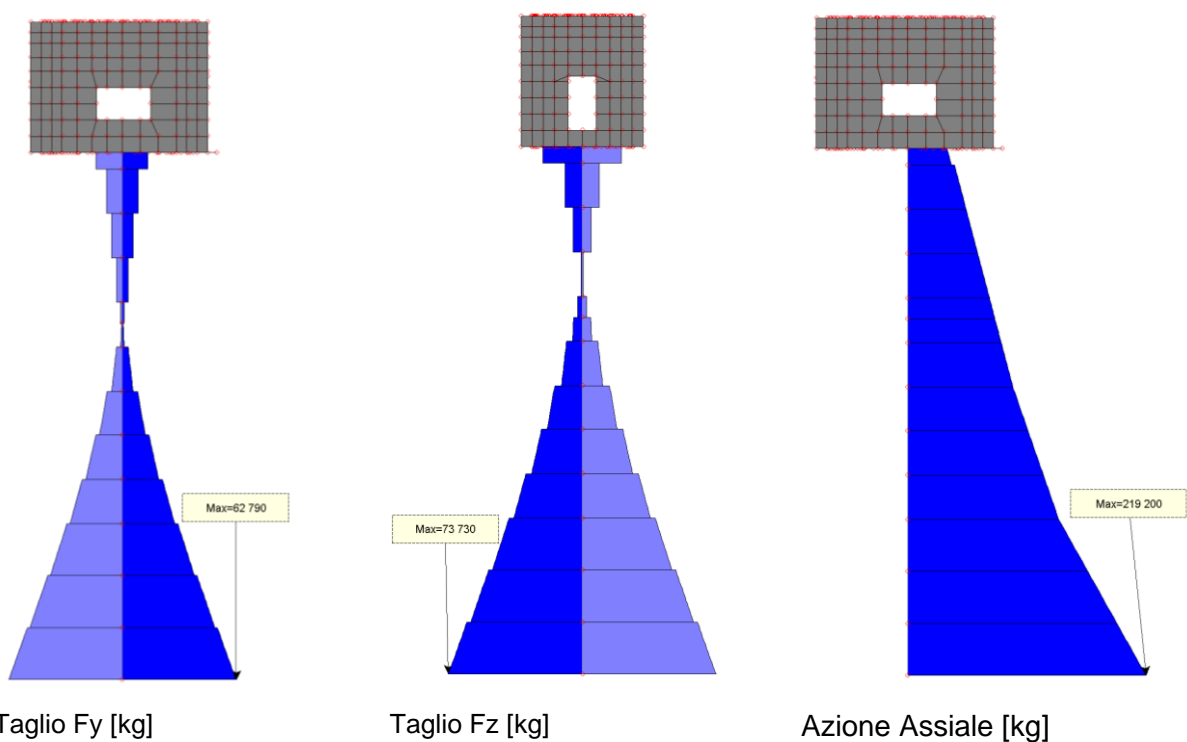 Max=62 790
Max=73 730
Max=219 200
Taglio Fy [kg]
Taglio Fz [kg]
Azione Assiale [kg]